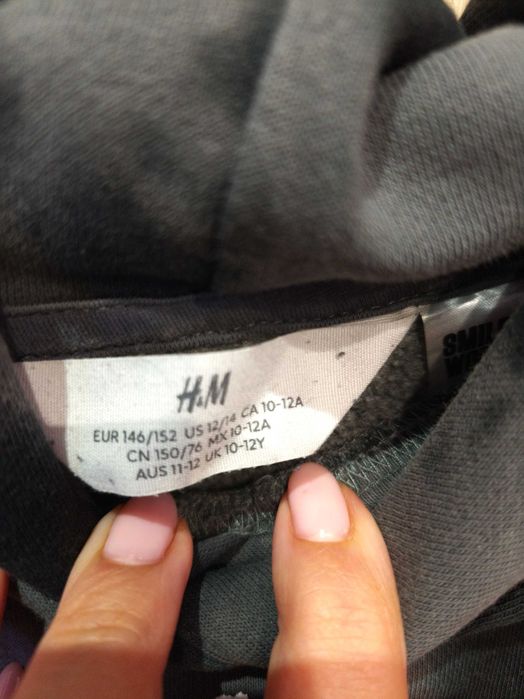 H&M
EUR 146/152 US 12/14 CA 10-12A
CN 150/76 MX 10-12A
AUS 11-12 UK 10-12Y